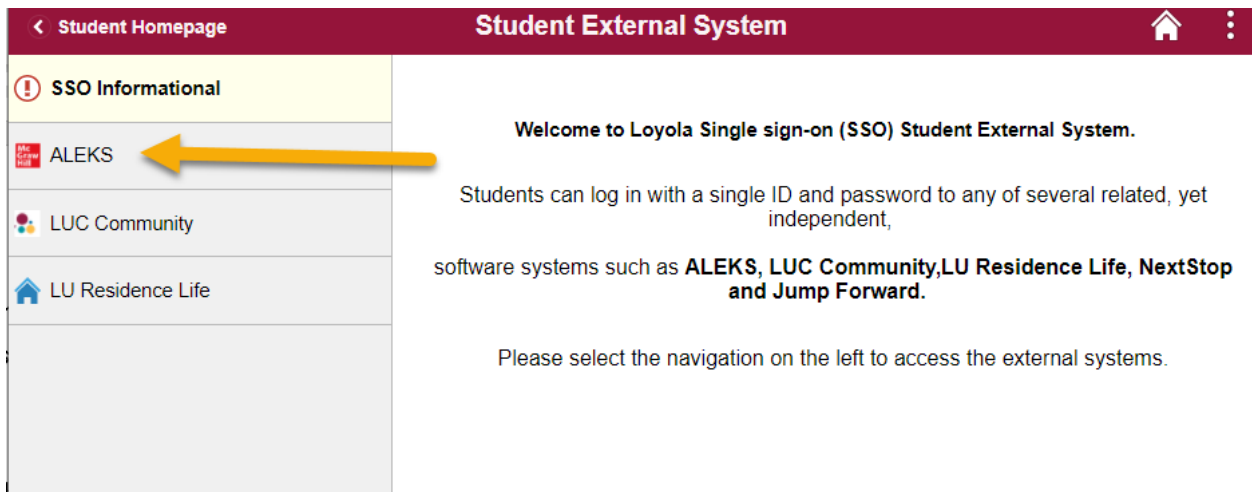 Student Homepage
Student External System
SSO Informational
Mc Graw Hill ALEKS
LUC Community
LU Residence Life
Welcome to Loyola Single sign-on (SSO) Student External System.
Students can log in with a single ID and password to any of several related, yet
independent,
software systems such as ALEKS, LUC Community,LU Residence Life, NextStop
and Jump Forward.
Please select the navigation on the left to access the external systems.